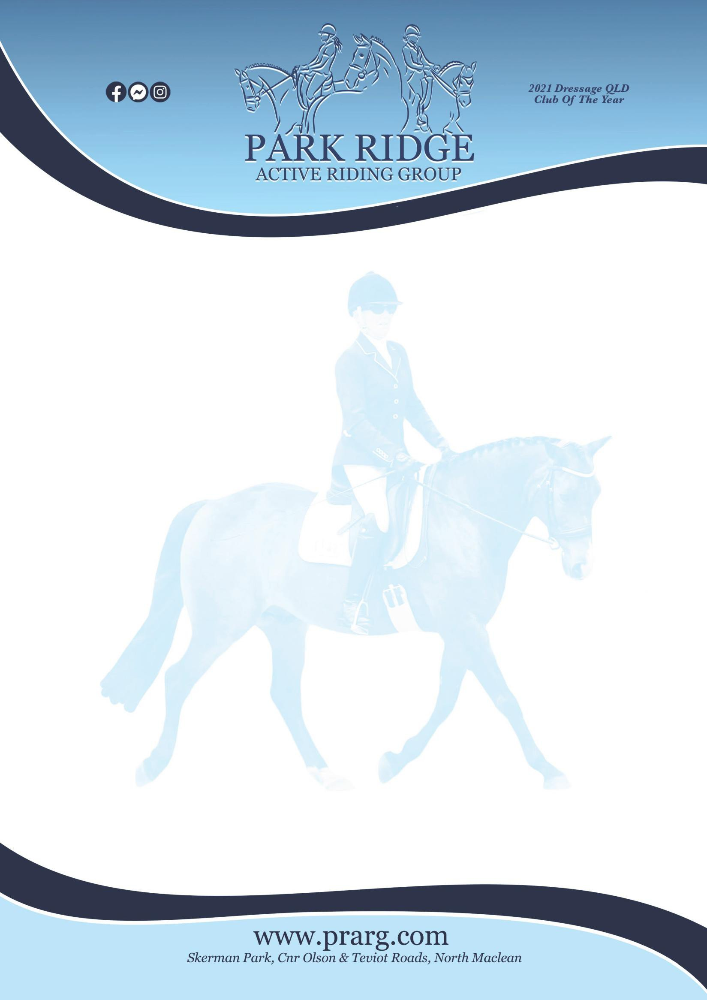 2021 Dressage QLD
Club Of The Year
PARK RIDGE
ACTIVE RIDING GROUP
www.prarg.com
Skerman Park, Cnr Olson & Teviot Roads, North Maclean